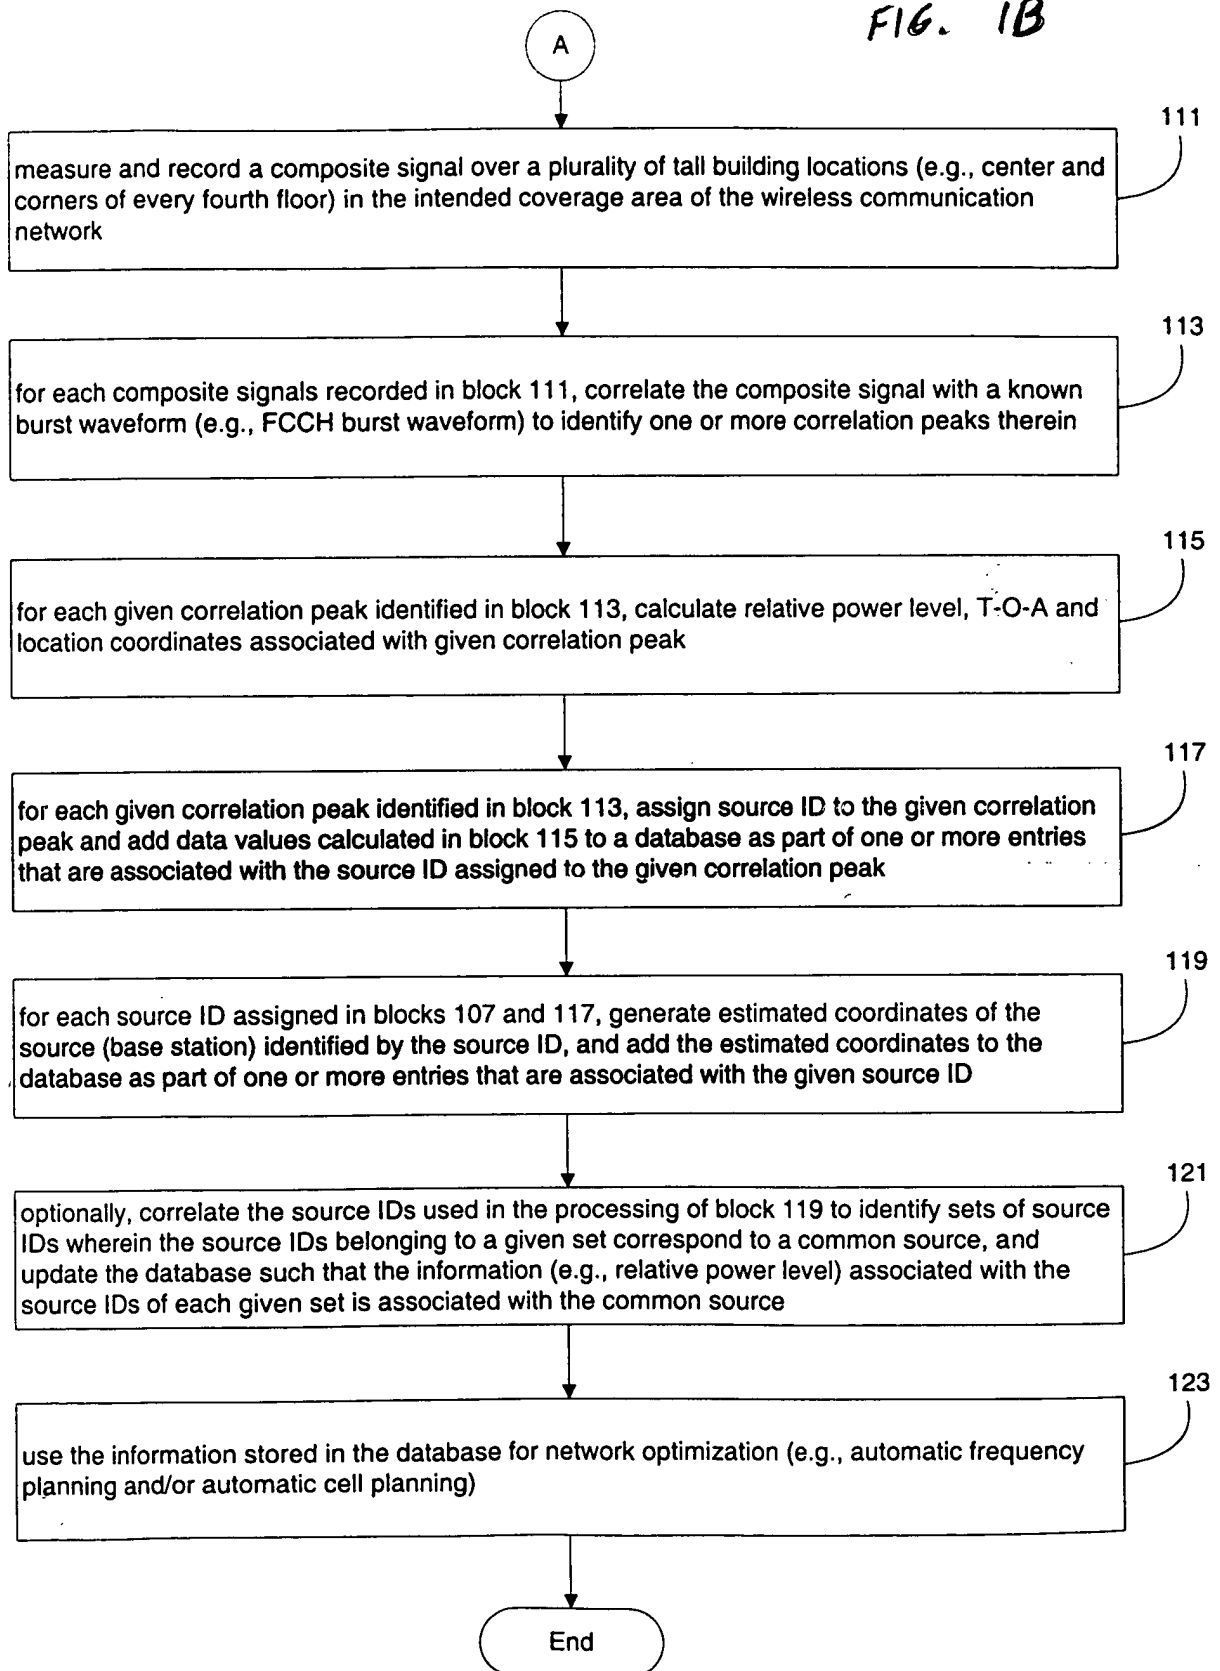 FIG. 1B
A
111
measure and record a composite signal over a plurality of tall building locations (e.g., center and
corners of every fourth floor) in the intended coverage area of the wireless communication
network
113
for each composite signals recorded in block 111, correlate the composite signal with a known
burst waveform (e.g., FCCH burst waveform) to identify one or more correlation peaks therein
115
for each given correlation peak identified in block 113, calculate relative power level, T-O-A and
location coordinates associated with given correlation peak
117
for each given correlation peak identified in block 113, assign source ID to the given correlation
peak and add data values calculated in block 115 to a database as part of one or more entries
that are associated with the source ID assigned to the given correlation peak
119
for each source ID assigned in blocks 107 and 117, generate estimated coordinates of the
source (base station) identified by the source ID, and add the estimated coordinates to the
database as part of one or more entries that are associated with the given source ID
121
optionally, correlate the source IDs used in the processing of block 119 to identify sets of source
IDs wherein the source IDs belonging to a given set correspond to a common source, and
update the database such that the information (e.g., relative power level) associated with the
source IDs of each given set is associated with the common source
123
use the information stored in the database for network optimization (e.g., automatic frequency
planning and/or automatic cell planning)
End